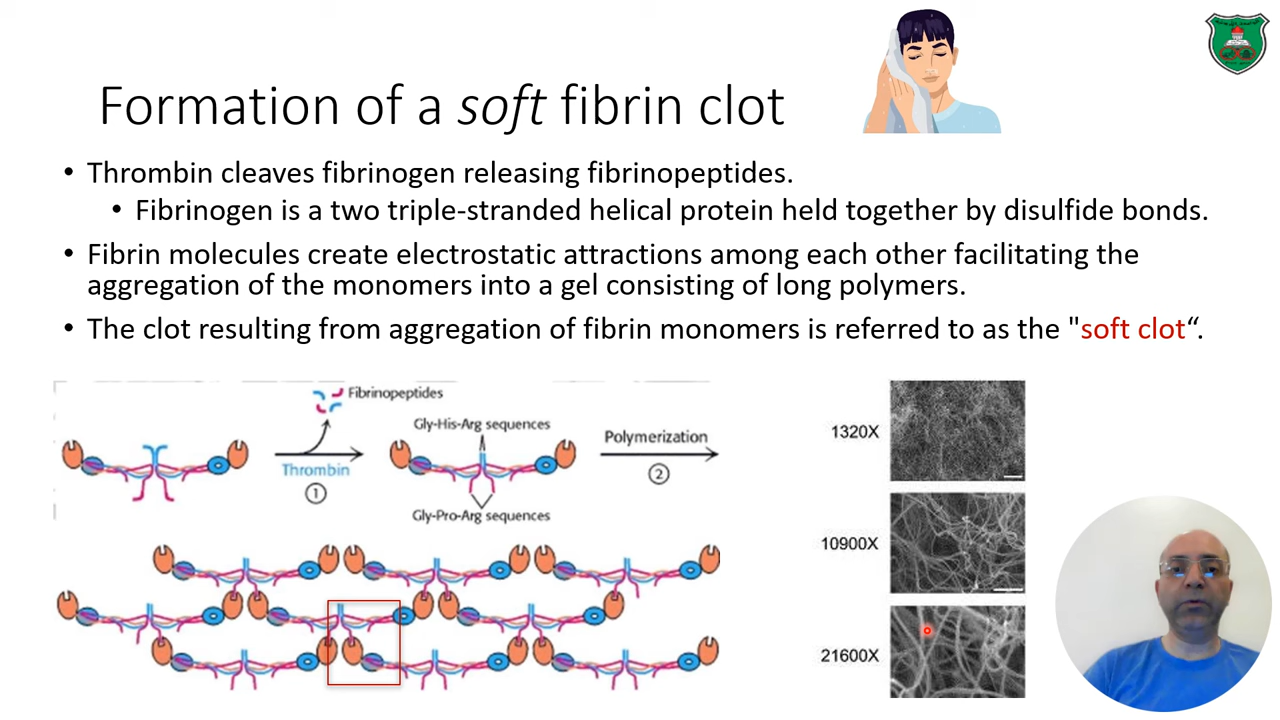 Formation of a soft fibrin clot
• Thrombin cleaves fibrinogen releasing fibrinopeptides.
• Fibrinogen is a two triple-stranded helical protein held together by disulfide bonds.
• Fibrin molecules create electrostatic attractions among each other facilitating the
aggregation of the monomers into a gel consisting of long polymers.
• The clot resulting from aggregation of fibrin monomers is referred to as the "soft clot“.
Fibrinopeptides
Gly-His-Arg sequences
Thrombin
1
Polymerization
2
Gly-Pro-Arg sequences
1320X
10900X
21600X